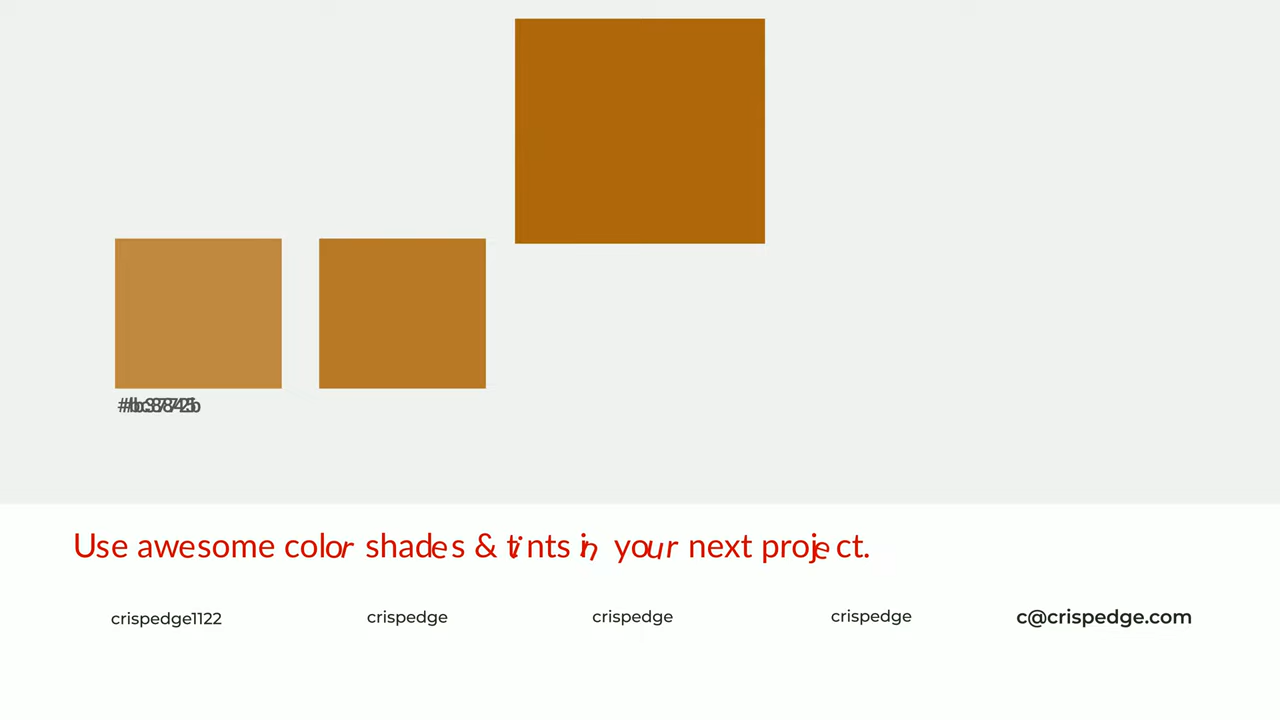 Use awesome color shades & tints in your next project.
crispedge1122 crispedge crispedge crispedge c@crispedge.com